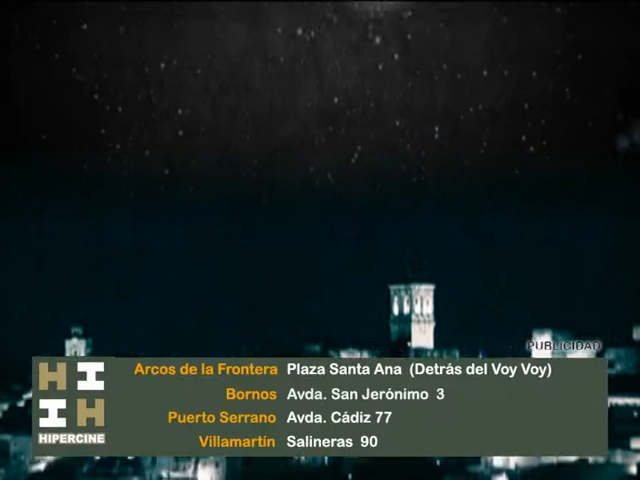 PUBLICIDAD
Arcos de la Frontera Plaza Santa Ana (Detrás del Voy Voy)
Bornos Avda. San Jerónimo 3
Puerto Serrano Avda. Cádiz 77
Villamartín Salineras 90
H I
I H
HIPERCINE